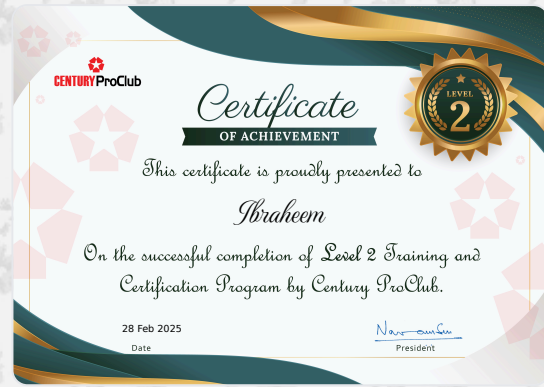 CENTURY ProClub
Certificate
OF ACHIEVEMENT
LEVEL
2
This certificate is proudly presented to
Ibraheem
On the successful completion of Level 2 Training and
Certification Program by Century ProClub.
28 Feb 2025
Date
President